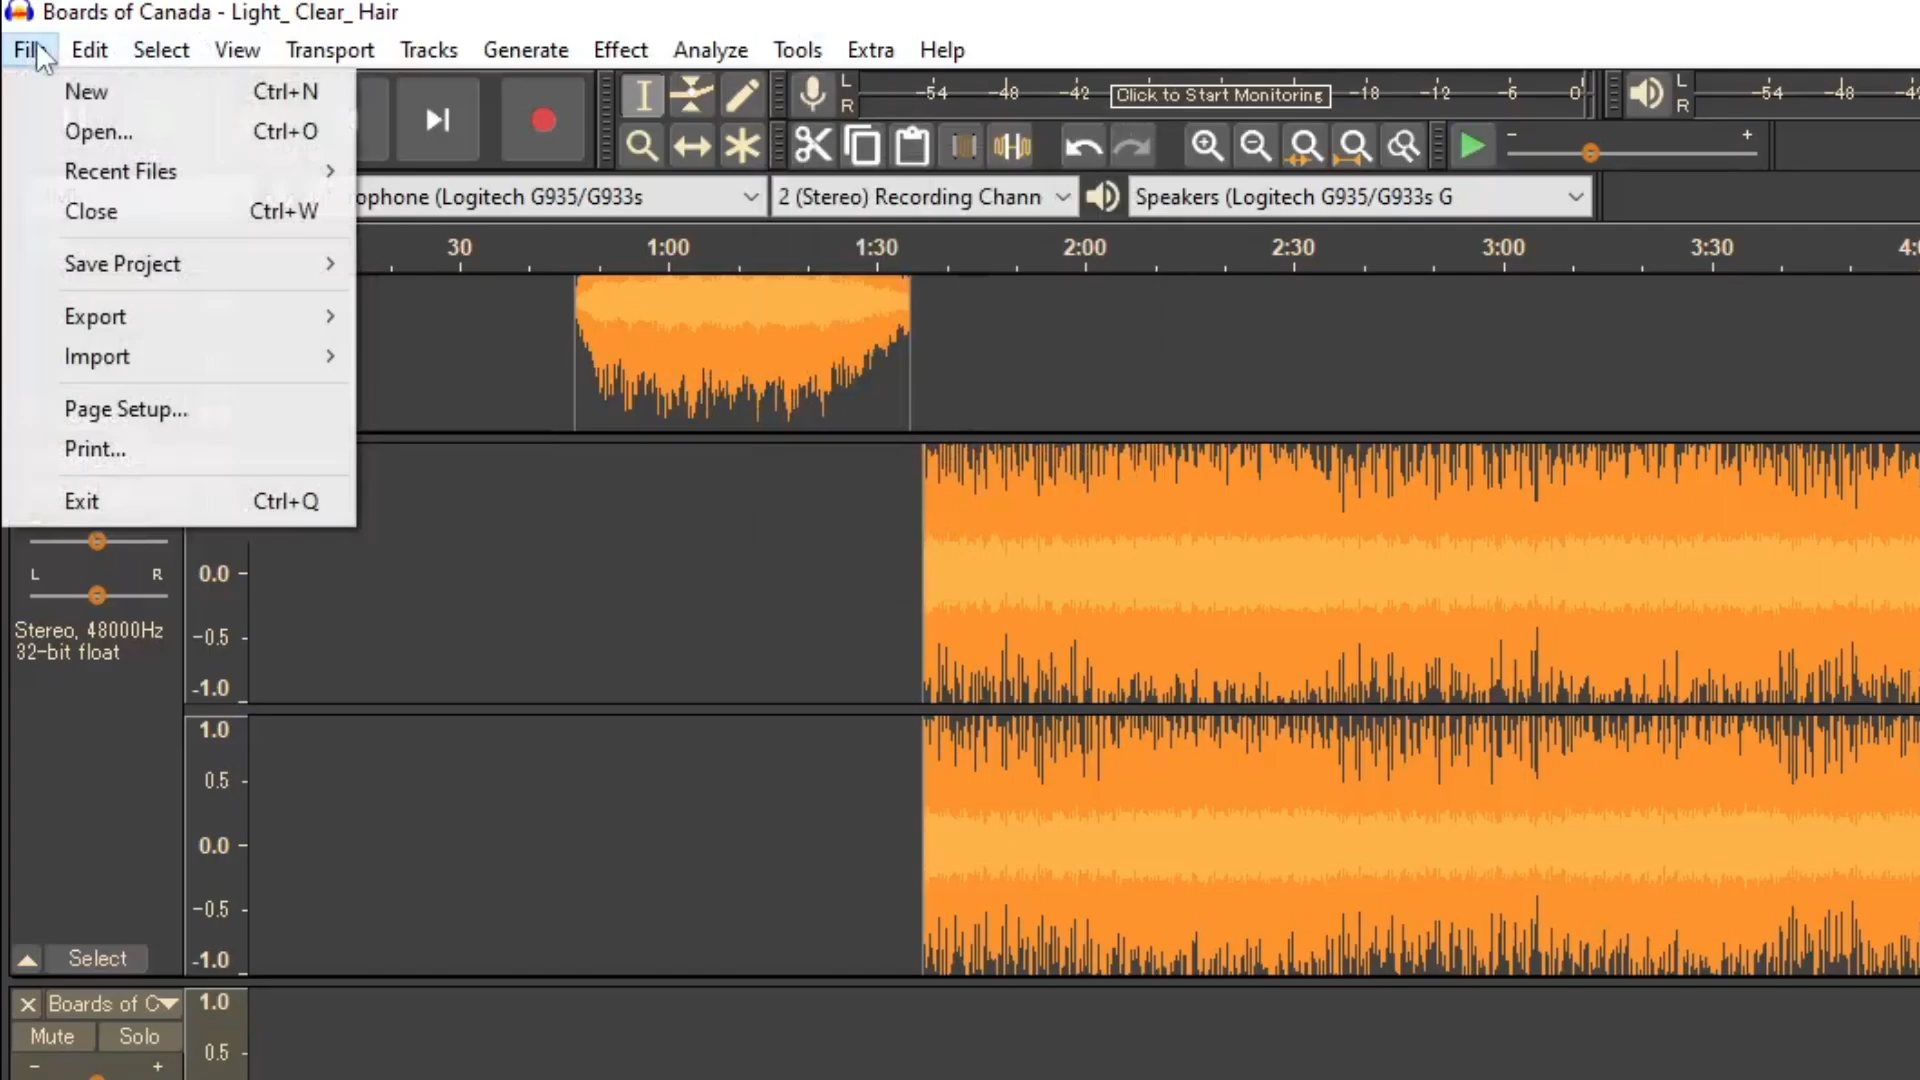 Boards of Canada - Light_ Clear_ Hair
File Edit Select View Transport Tracks Generate Effect Analyze Tools Extra Help
New Ctrl+N
Open... Ctrl+O
Recent Files
Close Ctrl+W
Save Project
Export
Import
Page Setup...
Print...
Exit Ctrl+Q
L
R
-54 -48 -42 Click to Start Monitoring -18 -12 -6 0
L
R
-54 -48
- +
ophone (Logitech G935/G933s
2 (Stereo) Recording Chann
Speakers (Logitech G935/G933s G
30 1:00 1:30 2:00 2:30 3:00 3:30
L R
Stereo, 48000Hz
32-bit float
0.0
-0.5
-1.0
1.0
0.5
0.0
-0.5
-1.0
Select
Boards of C
Mute Solo
- +
1.0
0.5